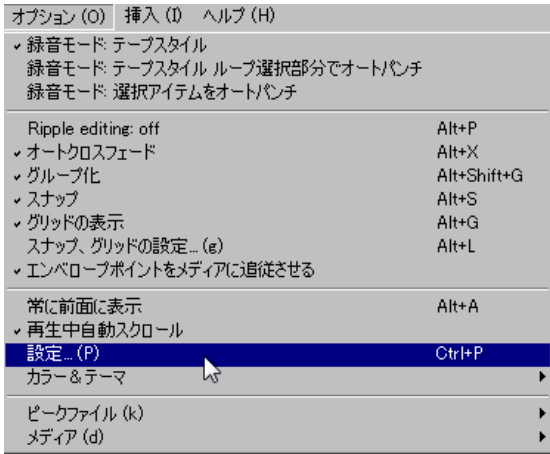 オプション (O) 挿入 (I) ヘルプ (H)
録音モード: テープスタイル
録音モード: テープスタイル ループ選択部分でオートパンチ
録音モード: 選択アイテムをオートパンチ
Ripple editing: off Alt+P
オートクロスフェード Alt+X
グループ化 Alt+Shift+G
スナップ Alt+S
グリッドの表示 Alt+G
スナップ、グリッドの設定... (g) Alt+L
エンベロープポイントをメディアに追従させる
常に前面に表示 Alt+A
再生中自動スクロール
設定... (P) Ctrl+P
カラー＆テーマ
ピークファイル (k)
メディア (d)